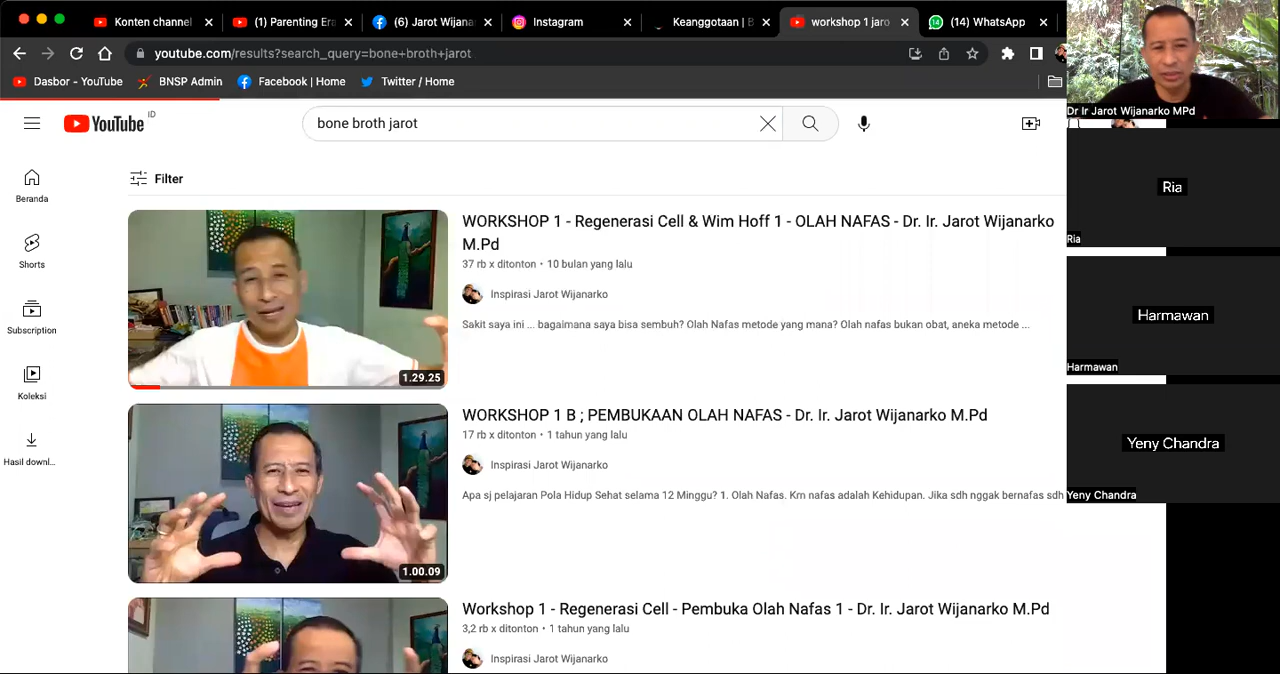 Konten channel
(1) Parenting Era
(6) Jarot Wijana
Instagram
Keanggotaan | B
workshop 1 jaro
(14) WhatsApp
youtube.com/results?search_query=bone+broth+jarot
Dasbor - YouTube
BNSP Admin
Facebook | Home
Twitter / Home
Dr Ir Jarot Wijanarko MPd
YouTube ID
bone broth jarot
Beranda
Shorts
Subscription
Koleksi
Hasil downl...
Filter
WORKSHOP 1 - Regenerasi Cell & Wim Hoff 1 - OLAH NAFAS - Dr. Ir. Jarot Wijanarko
M.Pd
37 rb x ditonton • 10 bulan yang lalu
Inspirasi Jarot Wijanarko
Sakit saya ini ... bagaimana saya bisa sembuh? Olah Nafas metode yang mana? Olah nafas bukan obat, aneka metode ...
1.29.25
WORKSHOP 1 B ; PEMBUKAAN OLAH NAFAS - Dr. Ir. Jarot Wijanarko M.Pd
17 rb x ditonton • 1 tahun yang lalu
Inspirasi Jarot Wijanarko
Apa sj pelajaran Pola Hidup Sehat selama 12 Minggu? 1. Olah Nafas. Krn nafas adalah Kehidupan. Jika sdh nggak bernafas sdh
1.00.09
Workshop 1 - Regenerasi Cell - Pembuka Olah Nafas 1 - Dr. Ir. Jarot Wijanarko M.Pd
3,2 rb x ditonton • 1 tahun yang lalu
Inspirasi Jarot Wijanarko
Ria
Ria
Harmawan
Harmawan
Yeny Chandra
Yeny Chandra